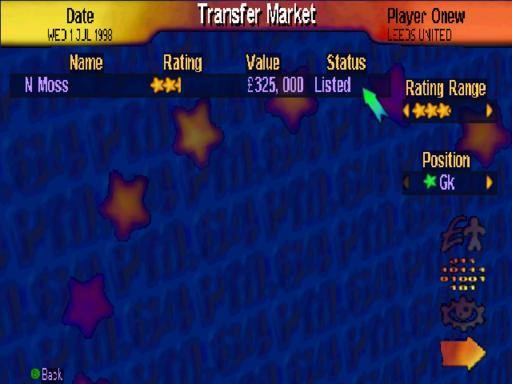 Date
WED 1 JUL 1998
Transfer Market
Player Onew
LEEDS UNITED
Name Rating Value Status
N Moss £325,000 Listed
Rating Range
Position
Gk
Back